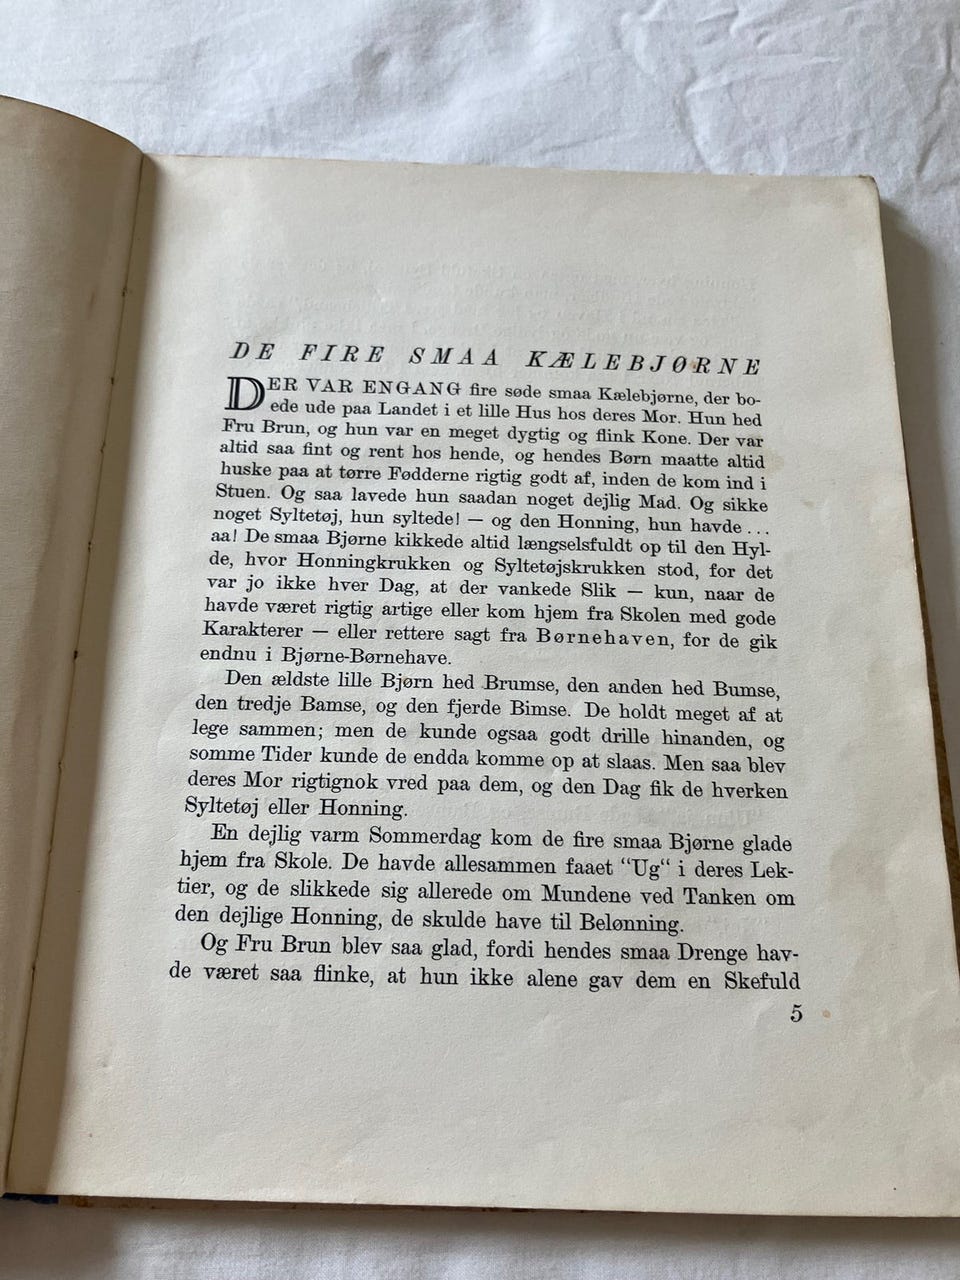 DE FIRE SMAA KÆLEBJØRNE
DER VAR ENGANG fire søde smaa Kælebjørne, der bo-
ede ude paa Landet i et lille Hus hos deres Mor. Hun hed
Fru Brun, og hun var en meget dygtig og flink Kone. Der var
altid saa fint og rent hos hende, og hendes Børn maatte altid
huske paa at tørre Fødderne rigtig godt af, inden de kom ind i
Stuen. Og saa lavede hun saadan noget dejlig Mad. Og sikke
noget Syltetøj, hun syltede! — og den Honning, hun havde ...
aa! De smaa Bjørne kikkede altid længselsfuldt op til den Hyl-
de, hvor Honningkrukken og Syltetøjskrukken stod, for det
var jo ikke hver Dag, at der vankede Slik — kun, naar de
havde været rigtig artige eller kom hjem fra Skolen med gode
Karakterer — eller rettere sagt fra Børnehaven, for de gik
endnu i Bjørne-Børnehave.
Den ældste lille Bjørn hed Brumse, den anden hed Bumse,
den tredje Bamse, og den fjerde Bimse. De holdt meget af at
lege sammen; men de kunde ogsaa godt drille hinanden, og
somme Tider kunde de endda komme op at slaas. Men saa blev
deres Mor rigtignok vred paa dem, og den Dag fik de hverken
Syltetøj eller Honning.
En dejlig varm Sommerdag kom de fire smaa Bjørne glade
hjem fra Skole. De havde allesammen faaet “Ug“ i deres Lek-
tier, og de slikkede sig allerede om Mundene ved Tanken om
den dejlige Honning, de skulde have til Belønning.
Og Fru Brun blev saa glad, fordi hendes smaa Drenge hav-
de været saa flinke, at hun ikke alene gav dem en Skefuld
5